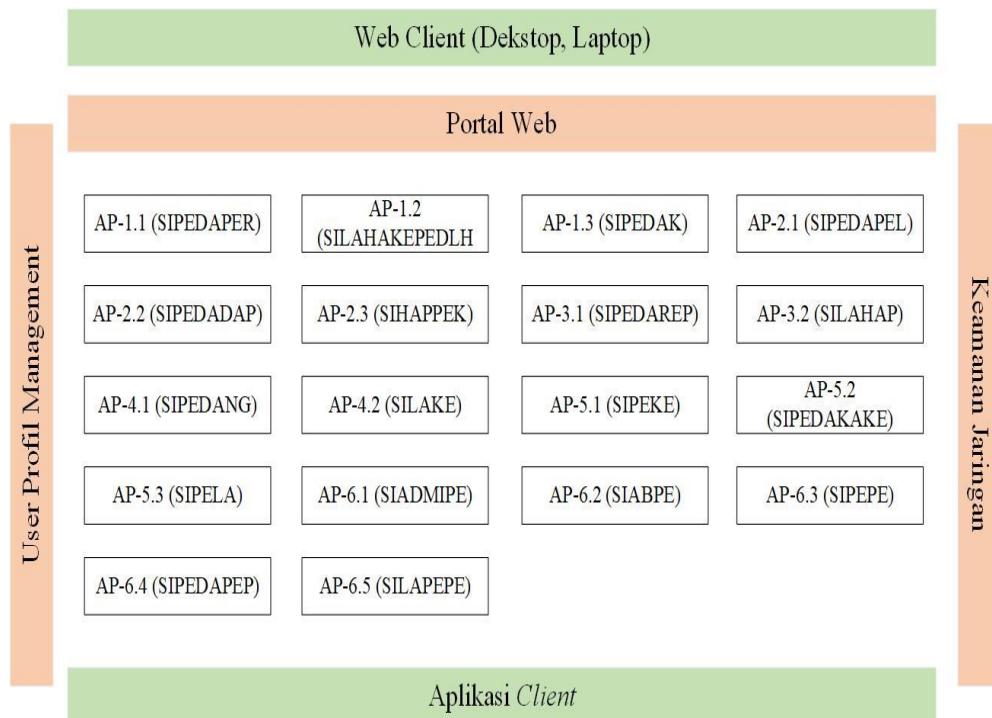 Web Client (Dekstop, Laptop)
Portal Web
User Profil Management
Keamanan Jaringan
AP-1.1 (SIPEDAPER)
AP-1.2
(SILAHAKEPEDLH
AP-1.3 (SIPEDAK)
AP-2.1 (SIPEDAPEL)
AP-2.2 (SIPEDADAP)
AP-2.3 (SIHAPPEK)
AP-3.1 (SIPEDAREP)
AP-3.2 (SILAHAP)
AP-4.1 (SIPEDANG)
AP-4.2 (SILAKE)
AP-5.1 (SIPEKE)
AP-5.2
(SIPEDAKAKE)
AP-5.3 (SIPELA)
AP-6.1 (SIADMIPE)
AP-6.2 (SIABPE)
AP-6.3 (SIPEPE)
AP-6.4 (SIPEDAPEP)
AP-6.5 (SILAPEPE)
Aplikasi Client